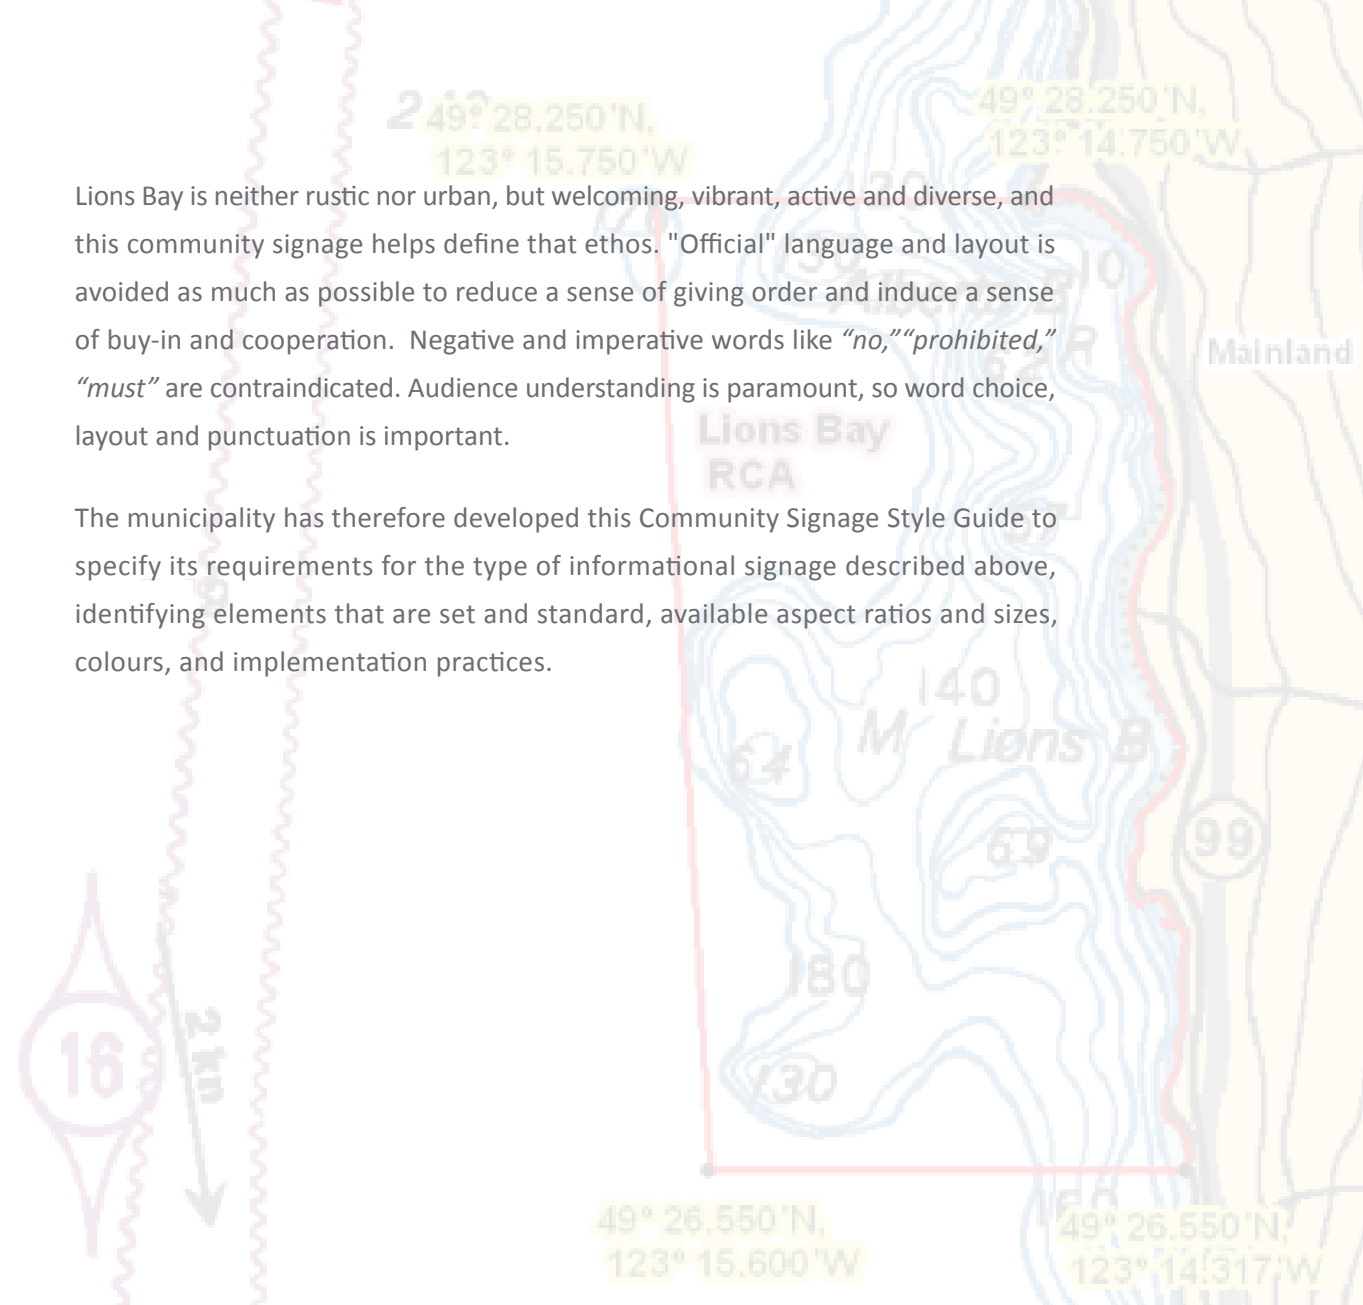 49° 28.250'N,
123° 15.750'W
49° 28.250'N,
123° 14.750'W
Lions Bay is neither rustic nor urban, but welcoming, vibrant, active and diverse, and
this community signage helps define that ethos. "Official" language and layout is
avoided as much as possible to reduce a sense of giving order and induce a sense
of buy-in and cooperation.  Negative and imperative words like “no,”“prohibited,”
“must” are contraindicated. Audience understanding is paramount, so word choice,
layout and punctuation is important.
The municipality has therefore developed this Community Signage Style Guide to
specify its requirements for the type of informational signage described above,
identifying elements that are set and standard, available aspect ratios and sizes,
colours, and implementation practices.
130
Mainland
Lions Bay
RCA
140
M Lions B
64
69
99
180
130
16
2 kn
49° 26.550'N,
123° 15.600'W
49° 26.550'N,
123° 14.317'W